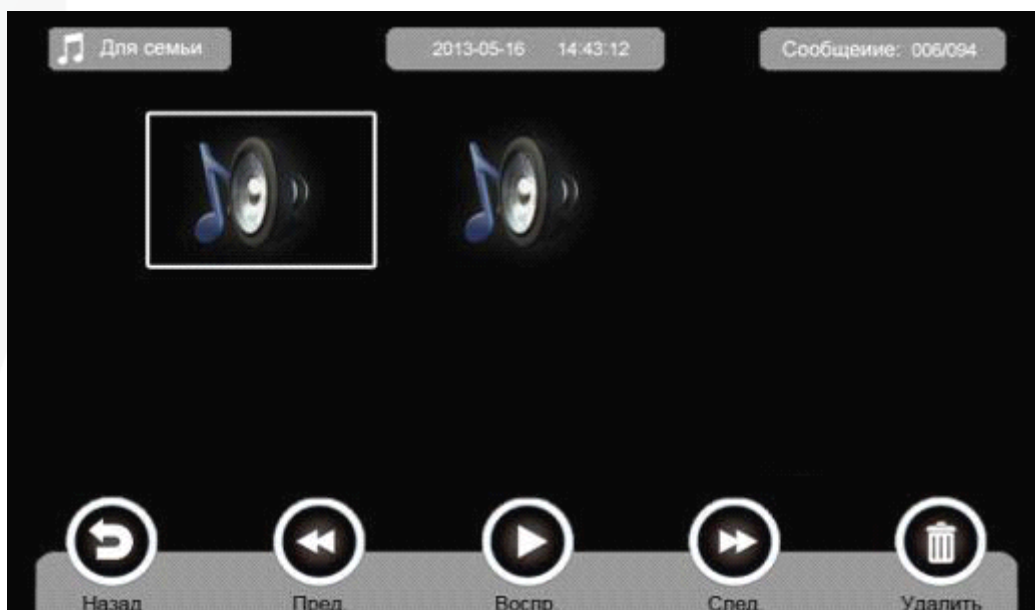 Для семьи
2013-05-16 14:43:12
Сообщеиие: 006/094
Назад
Пред.
Воспр.
След.
Удалить